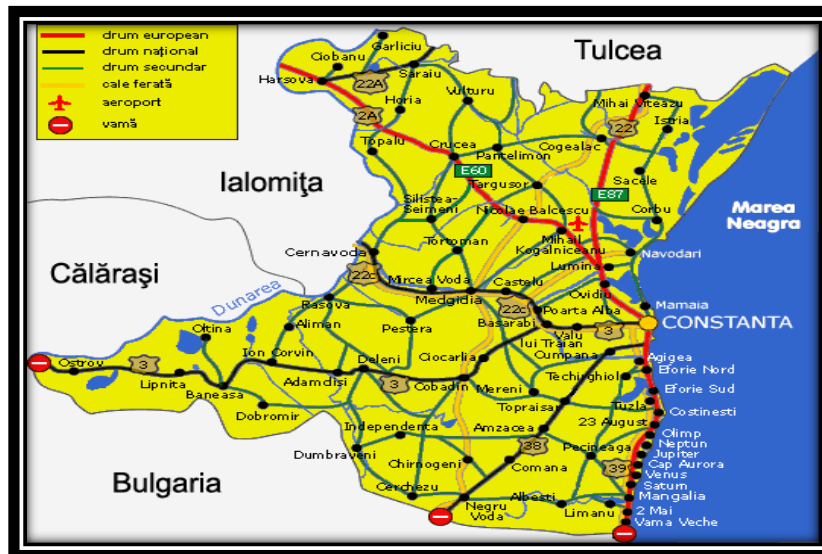 drum european
drum național
drum secundar
cale ferată
aeroport
vamă
Tulcea
Ialomița
Călărași
Bulgaria
Marea
Neagra
Dunarea
Garliciu
Ciobanu
Saraiu
Harsova
22A
Horia
Vulturu
2A
Topalu
Crucea
Pantelimon
Cogealac
Mihai Viteazu
22
Istria
E60
Targusor
E87
Sacele
Silistea-
Seimeni
Nicolae Balcescu
Corbu
Tortoman
Mihail
Kogalniceanu
Navodari
Cernavoda
22c
Mircea Voda
Medgidia
Castelu
Lumina
Ovidiu
22c
Poarta Alba
Mamaia
Rasova
Basarabi
3
CONSTANTA
Oltina
Aliman
Pestera
Valu
lui Traian
Cumpana
Ostrov
3
Ion Corvin
Deleni
Ciocarlia
Agigea
Lipnita
Baneasa
Adamdisi
3
Cobadin
Mereni
Techirghiol
Eforie Nord
Eforie Sud
Dobromir
Topraisar
Tuzla
Costinesti
Independenta
Amzacea
23 August
Olimp
Dumbraveni
38
Pecineaga
Neptun
Jupiter
Chirnogeni
Comana
39
Cap Aurora
Venus
Cerchezu
Saturn
Negru
Voda
Albesti
Limanu
Mangalia
2 Mai
Vama Veche